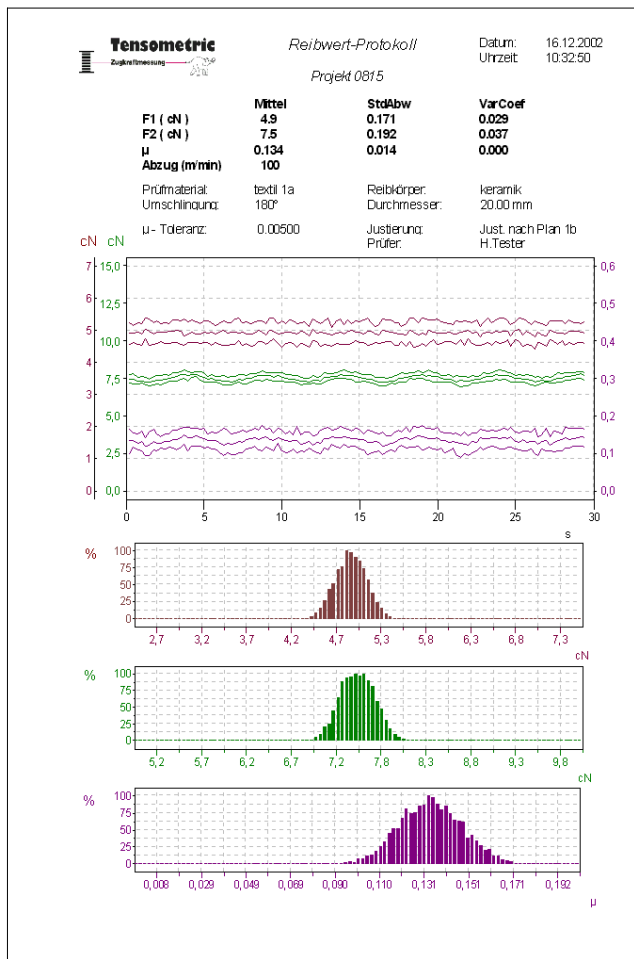 Tensometric
Zugkraftmessung
Reibwert-Protokoll
Projekt 0815
Datum: 16.12.2002
Uhrzeit: 10:32:50
Mittel StdAbw VarCoef
F1 ( cN ) 4.9 0.171 0.029
F2 ( cN ) 7.5 0.192 0.037
µ 0.134 0.014 0.000
Abzug (m/min) 100
Prüfmaterial: textil 1a Reibkörper: keramik
Umschlingung: 180° Durchmesser: 20.00 mm
µ - Toleranz: 0.00500 Justierung: Just. nach Plan 1b
Prüfer: H.Tester
cN cN
7 15,0 0,6
6 12,5 0,5
5 10,0 0,4
4 7,5 0,3
3 5,0 0,2
2 2,5 0,1
1
0 0,0 0,0
0 5 10 15 20 25 30
s
%
100
75
50
25
0
2,7 3,2 3,7 4,2 4,7 5,3 5,8 6,3 6,8 7,3
cN
%
100
75
50
25
0
5,2 5,7 6,2 6,7 7,2 7,8 8,3 8,8 9,3 9,8
cN
%
100
75
50
25
0
0,008 0,029 0,049 0,069 0,090 0,110 0,131 0,151 0,171 0,192
µ